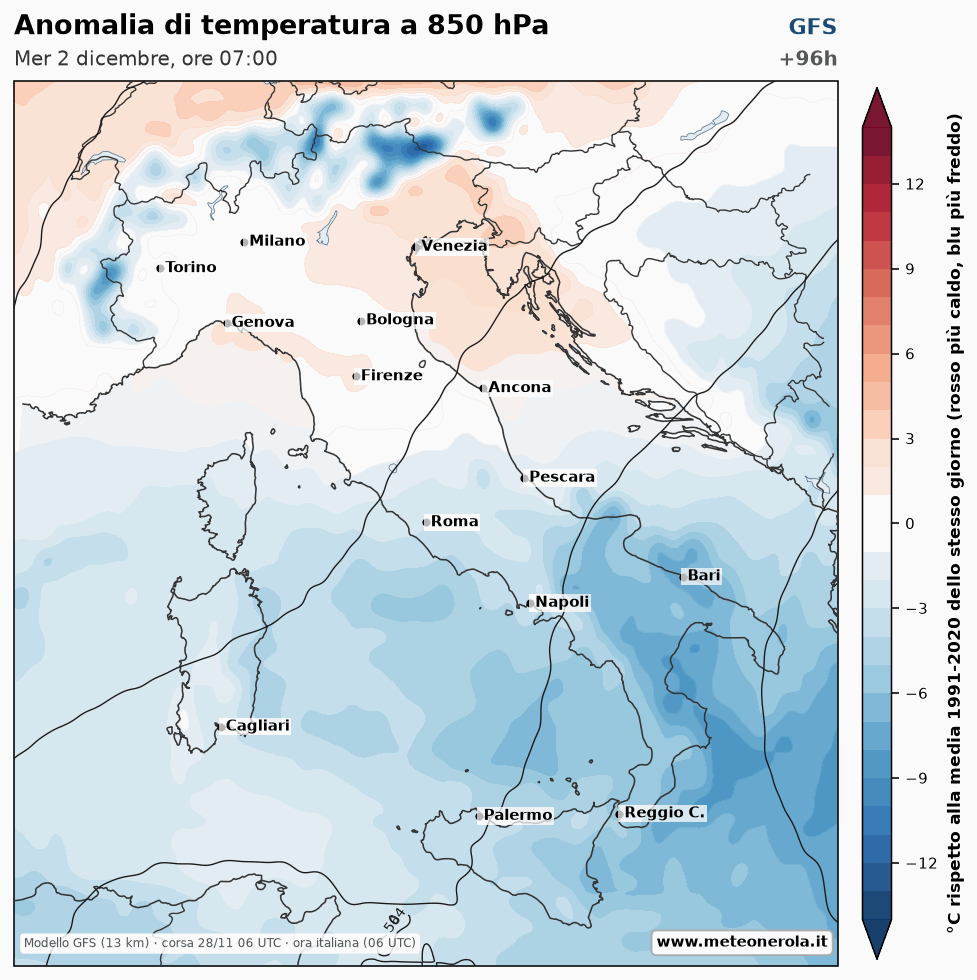 Anomalia di temperatura a 850 hPa
GFS
Mer 2 dicembre, ore 07:00
+96h
Milano
Venezia
Torino
Genova
Bologna
Firenze
Ancona
Pescara
Roma
Bari
Napoli
Cagliari
Palermo
Reggio C.
504
Modello GFS (13 km) · corsa 28/11 06 UTC · ora italiana (06 UTC)
www.meteonerola.it
12
9
6
3
0
−3
−6
−9
−12
°C rispetto alla media 1991-2020 dello stesso giorno (rosso più caldo, blu più freddo)